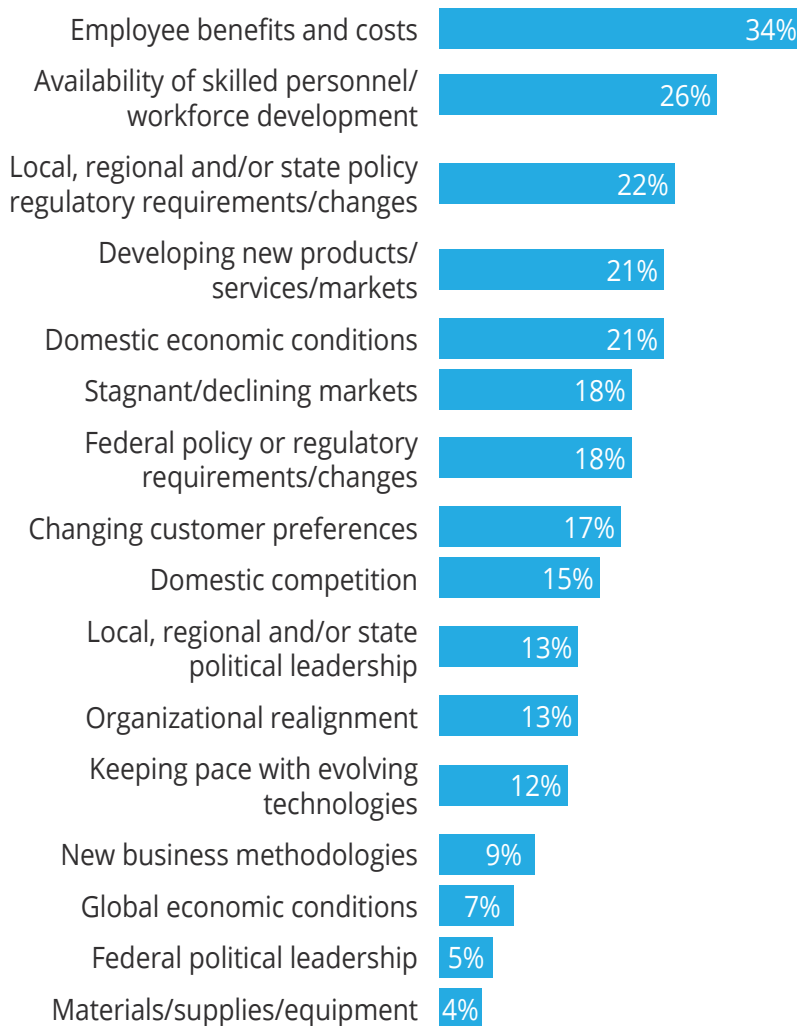 Employee benefits and costs 34%
Availability of skilled personnel/
workforce development 26%
Local, regional and/or state policy
regulatory requirements/changes 22%
Developing new products/
services/markets 21%
Domestic economic conditions 21%
Stagnant/declining markets 18%
Federal policy or regulatory
requirements/changes 18%
Changing customer preferences 17%
Domestic competition 15%
Local, regional and/or state
political leadership 13%
Organizational realignment 13%
Keeping pace with evolving
technologies 12%
New business methodologies 9%
Global economic conditions 7%
Federal political leadership 5%
Materials/supplies/equipment 4%